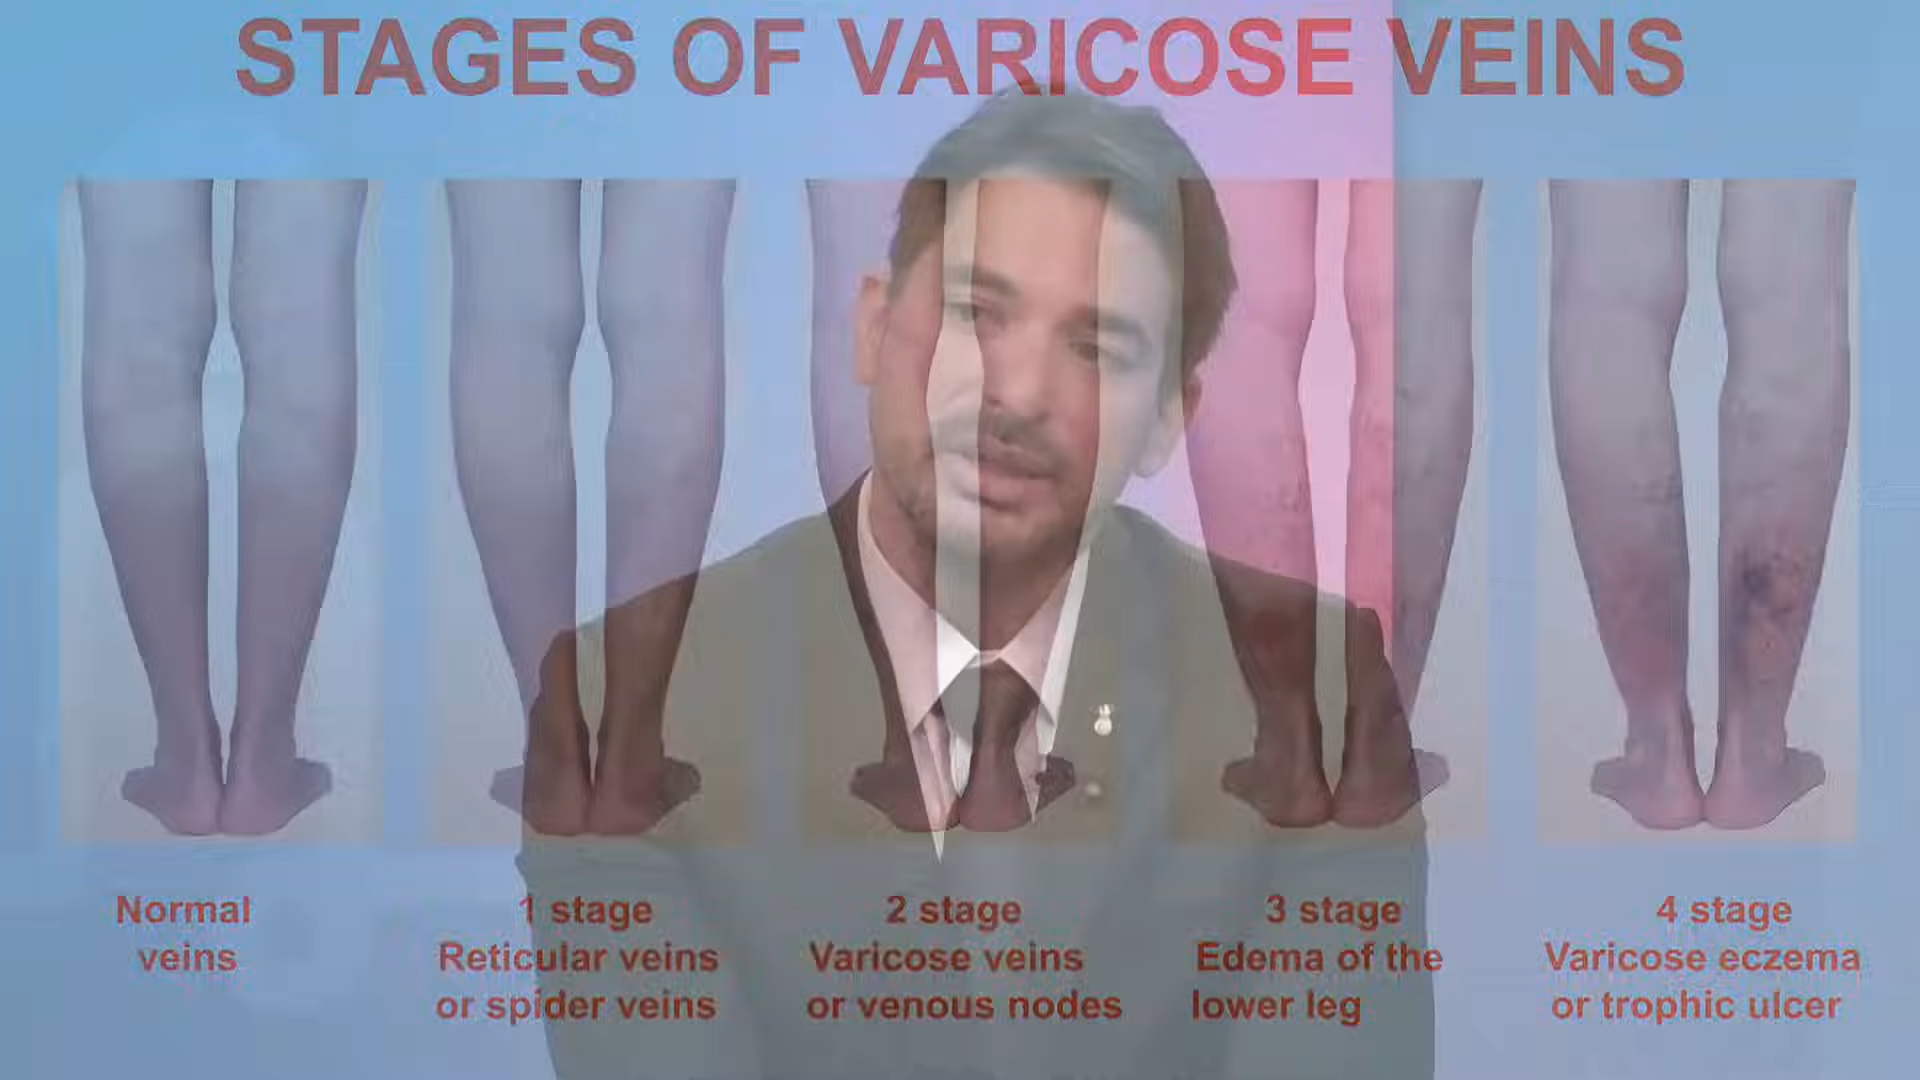 STAGES OF VARICOSE VEINS
Normal
veins
1 stage
Reticular veins
or spider veins
2 stage
Varicose veins
or venous nodes
3 stage
Edema of the
lower leg
4 stage
Varicose eczema
or trophic ulcer